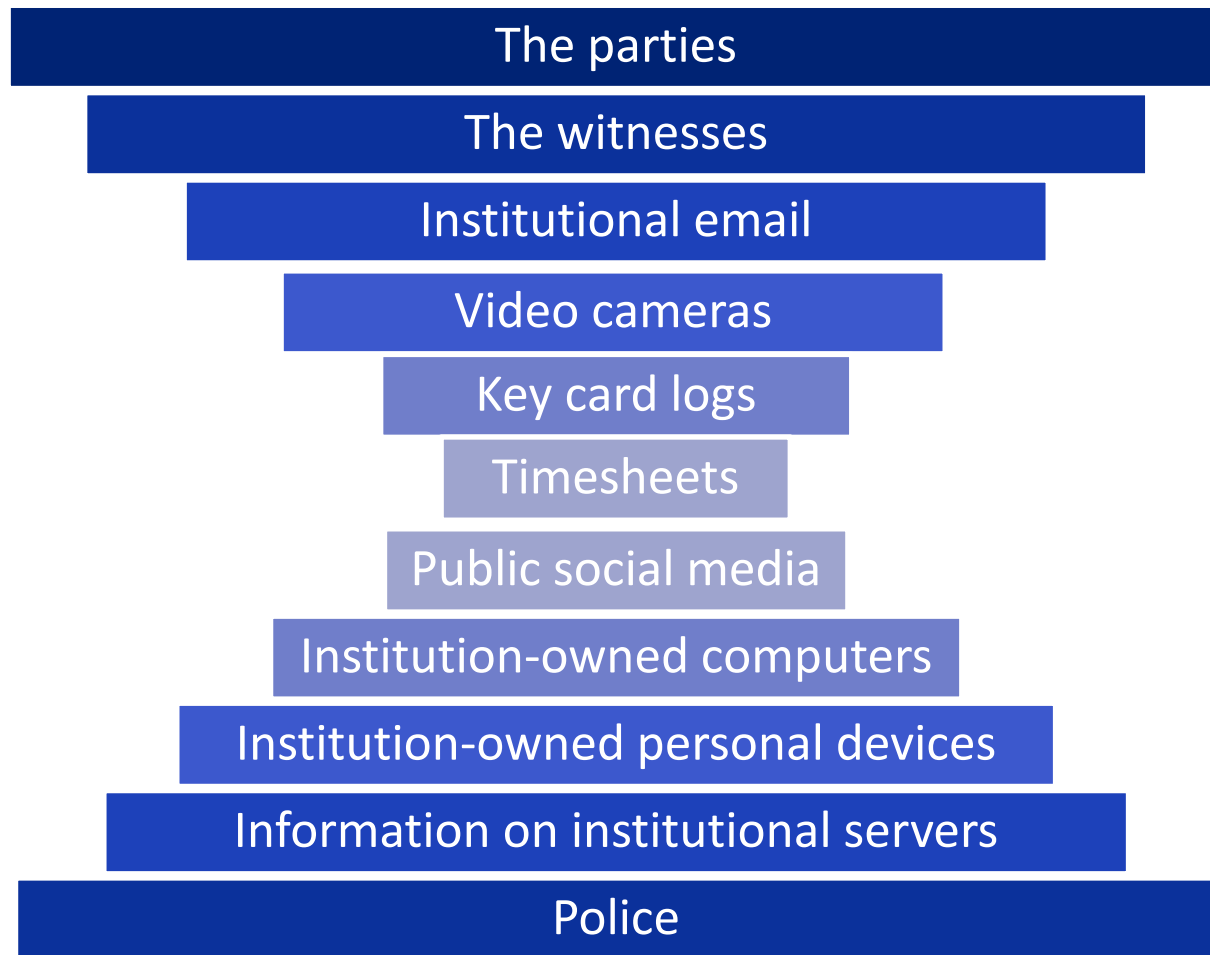 The parties
The witnesses
Institutional email
Video cameras
Key card logs
Timesheets
Public social media
Institution-owned computers
Institution-owned personal devices
Information on institutional servers
Police